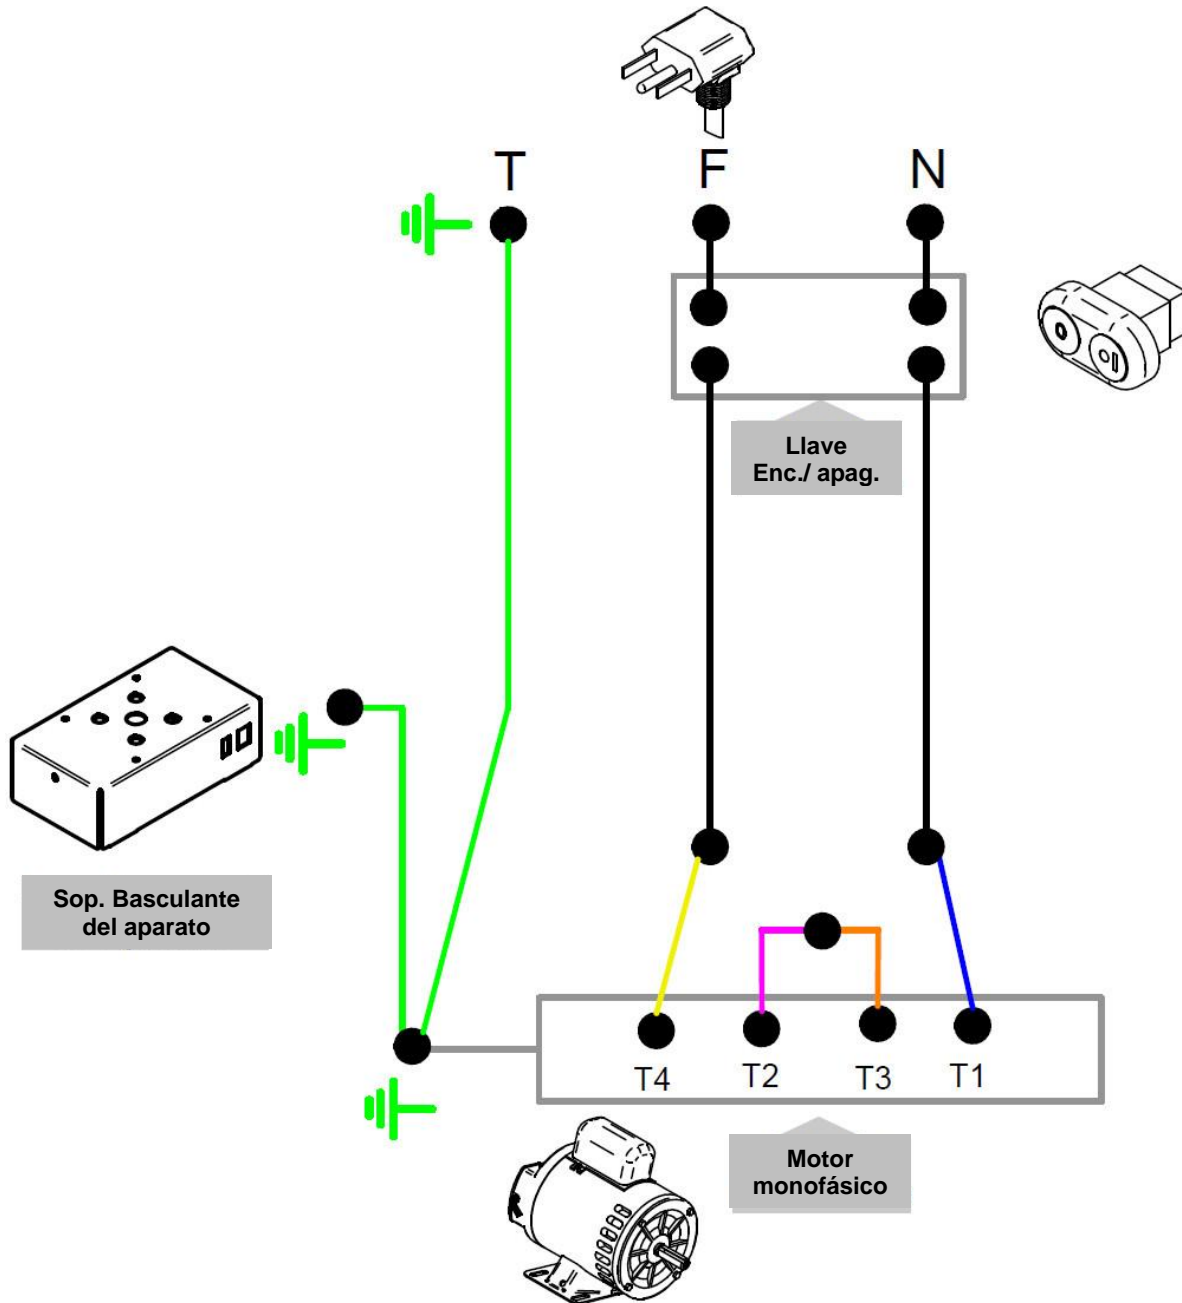 T F N
Llave
Enc./ apag.
Sop. Basculante
del aparato
T4 T2 T3 T1
Motor
monofásico